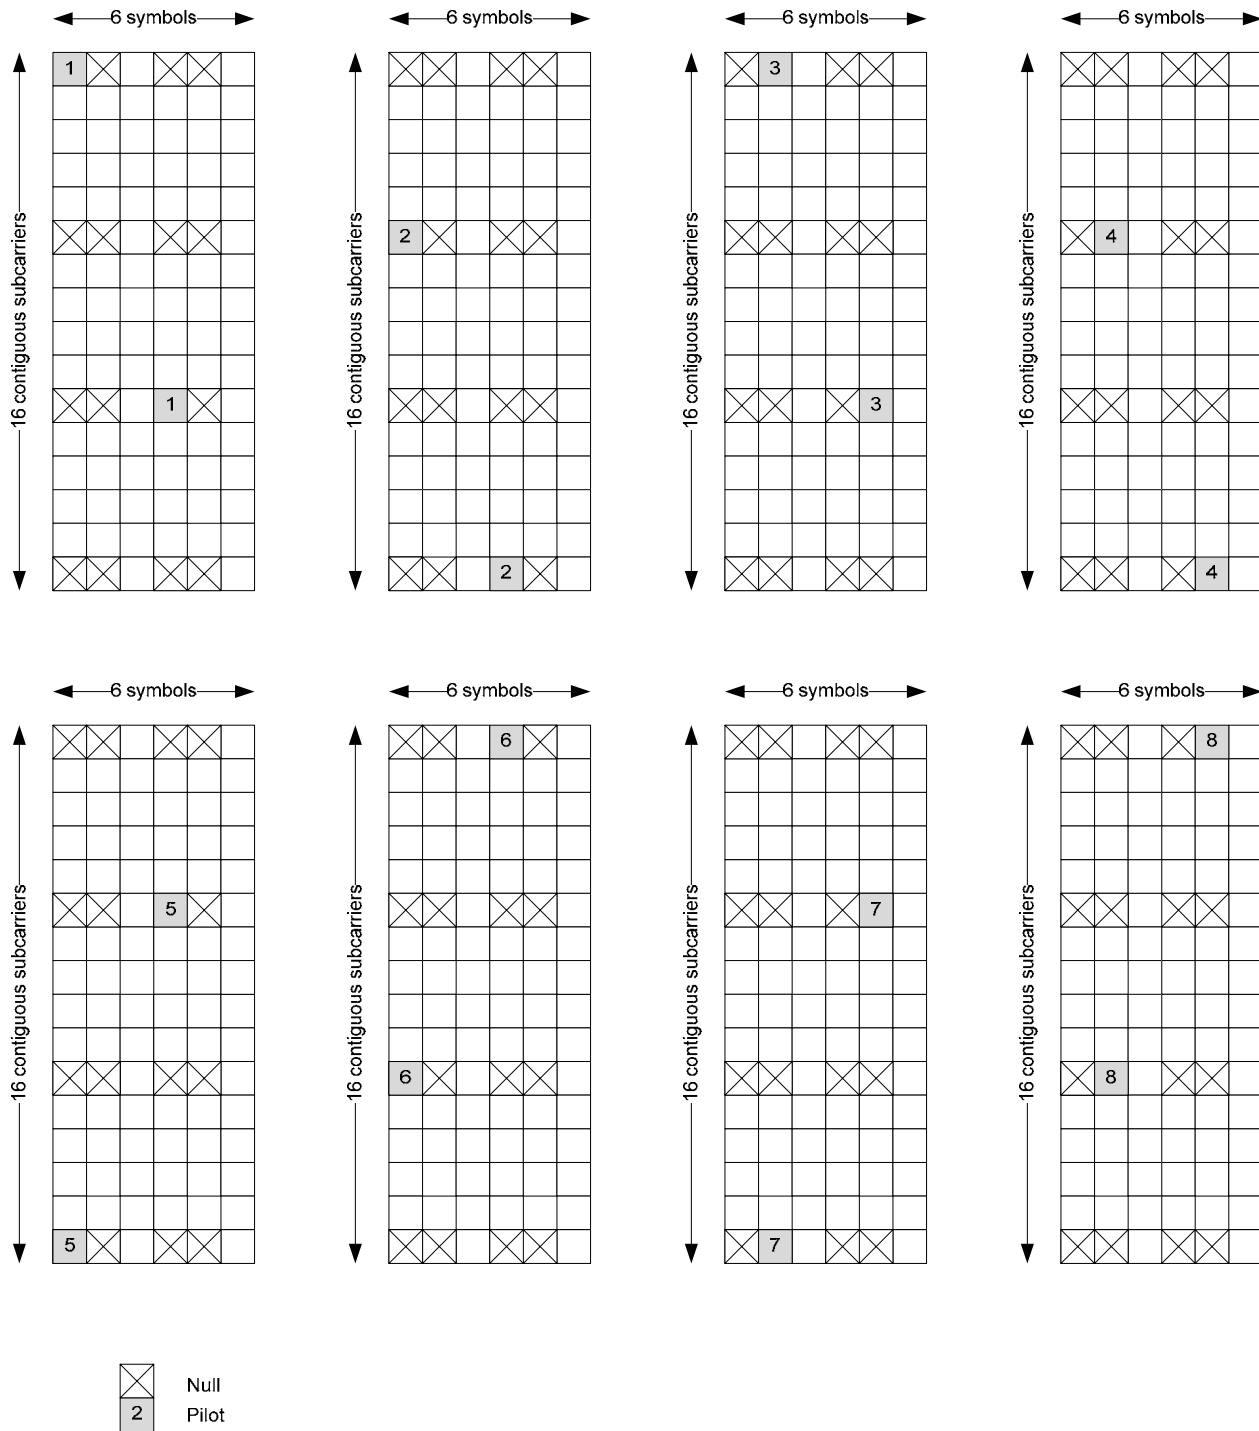 6 symbols 6 symbols 6 symbols 6 symbols
16 contiguous subcarriers 16 contiguous subcarriers 16 contiguous subcarriers 16 contiguous subcarriers
1 3
2 4
1 3
2 4
6 symbols 6 symbols 6 symbols 6 symbols
16 contiguous subcarriers 16 contiguous subcarriers 16 contiguous subcarriers 16 contiguous subcarriers
6 8
5 7
6 8
5 7
Null
2 Pilot